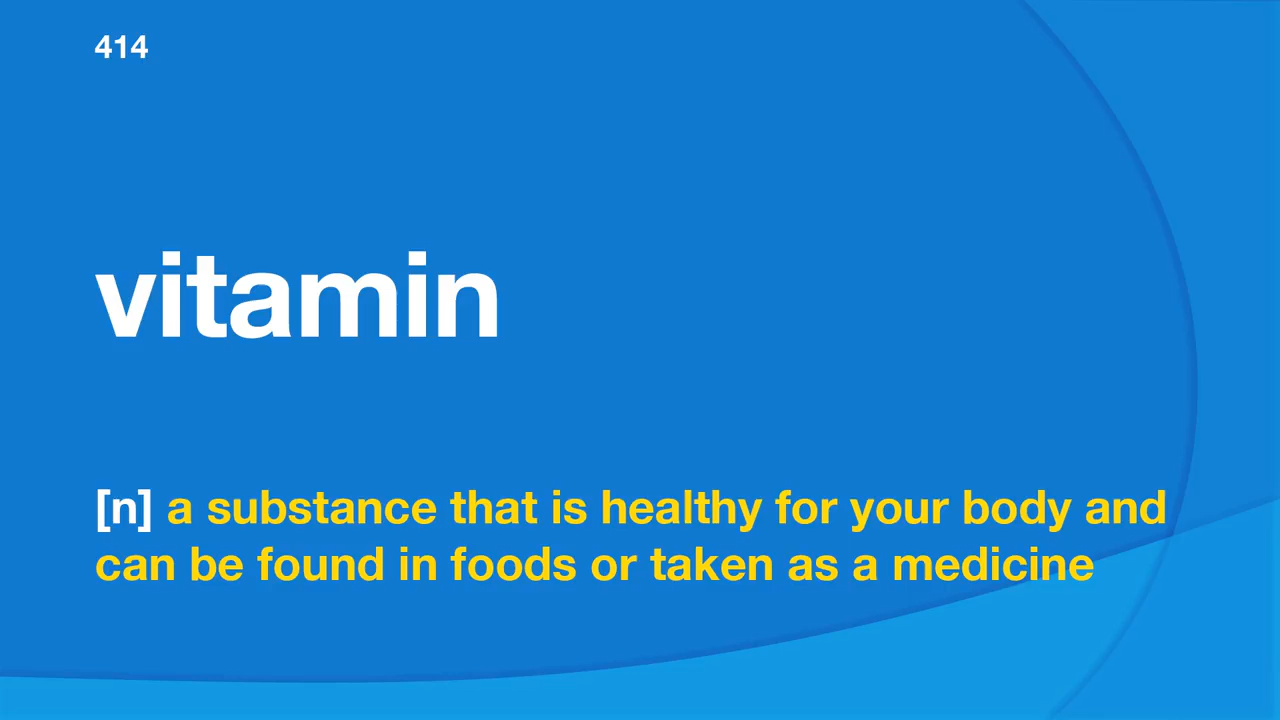 414
vitamin
[n] a substance that is healthy for your body and
can be found in foods or taken as a medicine